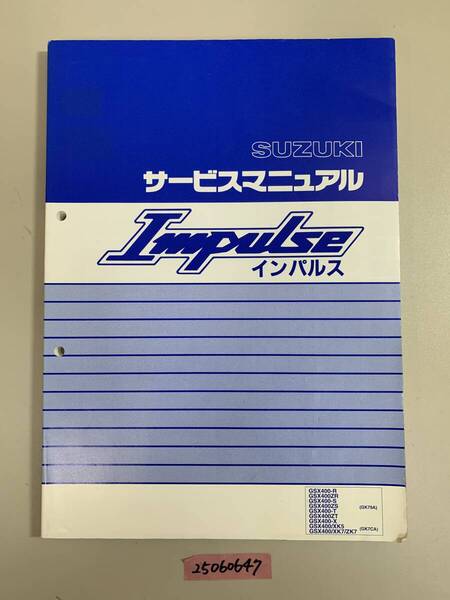 SUZUKI
サービスマニュアル
Impulse
インパルス
GSX400-R
GSX400ZR
GSX400-S
GSX400ZS (GK79A)
GSX400-T
GSX400ZT
GSX400-X
GSX400/XK5 (GK7CA)
GSX400/XK7/ZK7
25060647